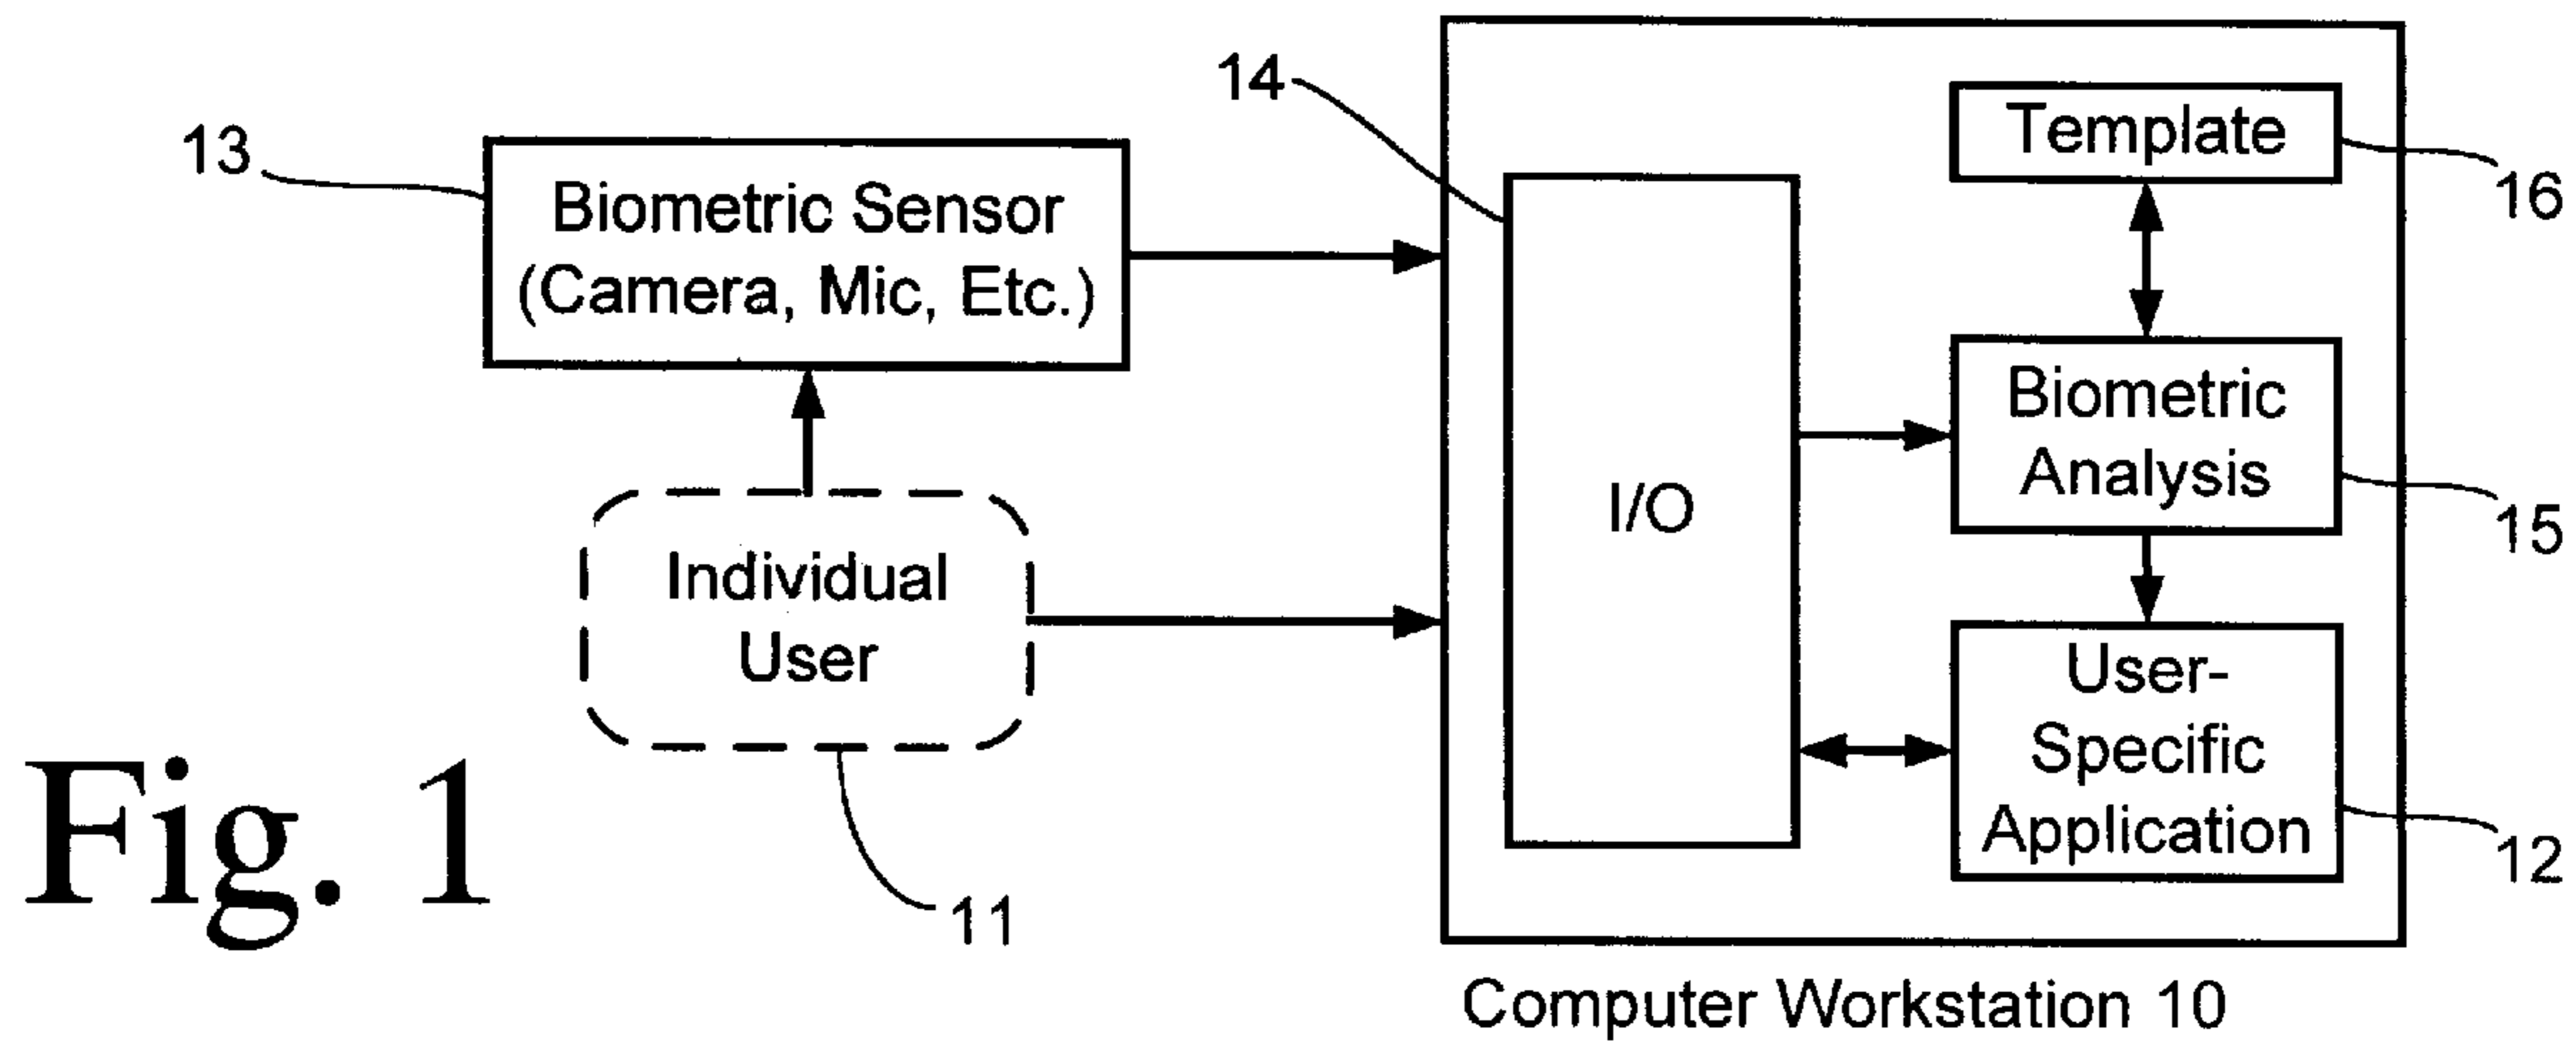 14
Template
13
16
Biometric Sensor
(Camera, Mic, Etc.)
Biometric
Analysis
I/O
15
Individual
User
User-
Specific
Application
12
11
Fig. 1
Computer Workstation 10